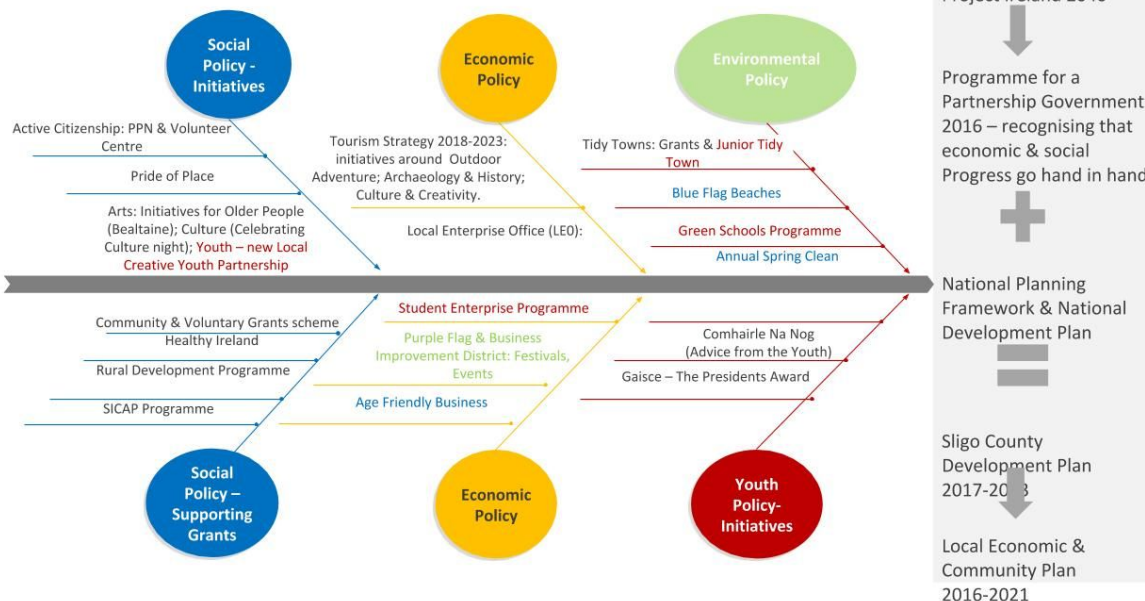 Social
Policy -
Initiatives
Economic
Policy
Environmental
Policy
Active Citizenship: PPN & Volunteer
Centre
Pride of Place
Arts: Initiatives for Older People
(Bealtaine); Culture (Celebrating
Culture night); Youth – new Local
Creative Youth Partnership
Tourism Strategy 2018-2023:
initiatives around Outdoor
Adventure; Archaeology & History;
Culture & Creativity.
Local Enterprise Office (LE0):
Tidy Towns: Grants & Junior Tidy
Town
Blue Flag Beaches
Green Schools Programme
Annual Spring Clean
Community & Voluntary Grants scheme
Healthy Ireland
Rural Development Programme
SICAP Programme
Student Enterprise Programme
Purple Flag & Business
Improvement District: Festivals,
Events
Age Friendly Business
Comhairle Na Nog
(Advice from the Youth)
Gaisce – The Presidents Award
Social
Policy –
Supporting
Grants
Economic
Policy
Youth
Policy-
Initiatives
Project Ireland
Programme for a
Partnership Government
2016 – recognising that
economic & social
Progress go hand in hand
National Planning
Framework & National
Development Plan
Sligo County
Development Plan
Local Economic &
Community Plan
2016-2021